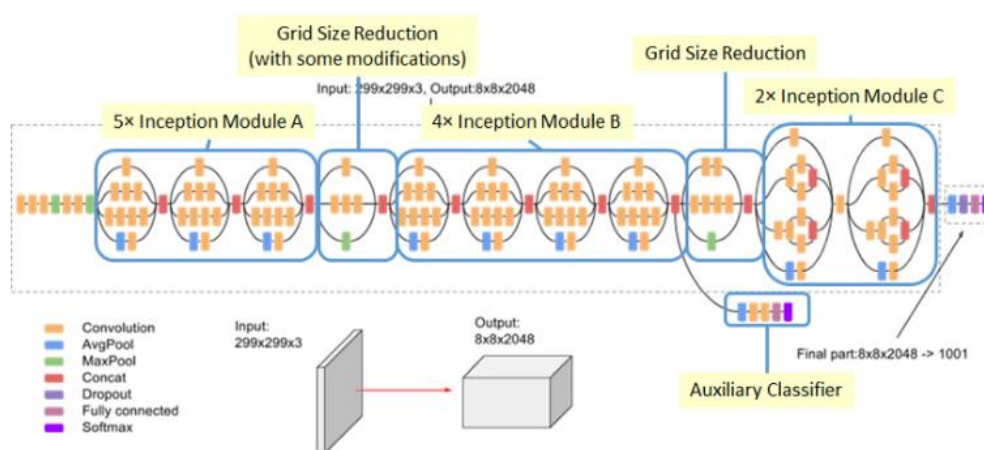 Grid Size Reduction
(with some modifications)
Grid Size Reduction
Input: 299x299x3, Output:8x8x2048
2× Inception Module C
5× Inception Module A
4× Inception Module B
Convolution
AvgPool
MaxPool
Concat
Dropout
Fully connected
Softmax
Input:
299x299x3
Output:
8x8x2048
Final part:8x8x2048 -> 1001
Auxiliary Classifier